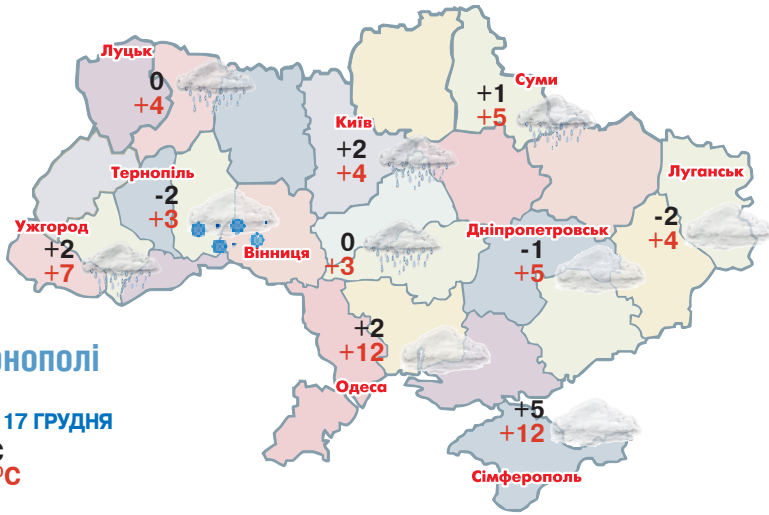 Луцьк
0
+4
Суми
+1
+5
Київ
+2
+4
Тернопіль
-2
+3
Луганськ
-2
+4
Ужгород
+2
+7
Вінниця
0
+3
Дніпропетровськ
-1
+5
+2
+12
Одеса
+5
+12
Сімферополь
нополі
17 ГРУДНЯ
С
°С